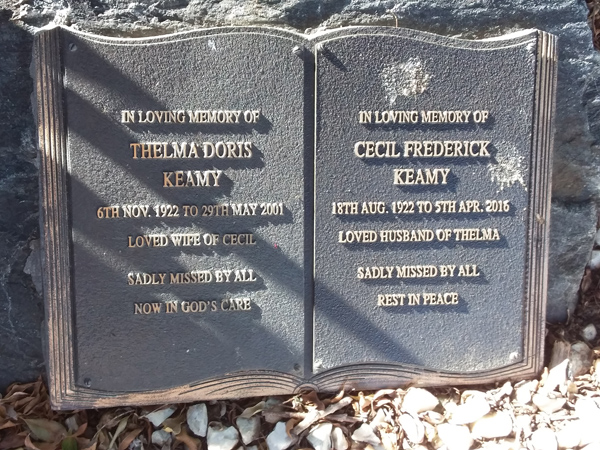 IN LOVING MEMORY OF
THELMA DORIS
KEAMY
6TH NOV. 1922 TO 29TH MAY 2001
LOVED WIFE OF CECIL
SADLY MISSED BY ALL
NOW IN GOD'S CARE
IN LOVING MEMORY OF
CECIL FREDERICK
KEAMY
18TH AUG. 1922 TO 5TH APR. 2016
LOVED HUSBAND OF THELMA
SADLY MISSED BY ALL
REST IN PEACE